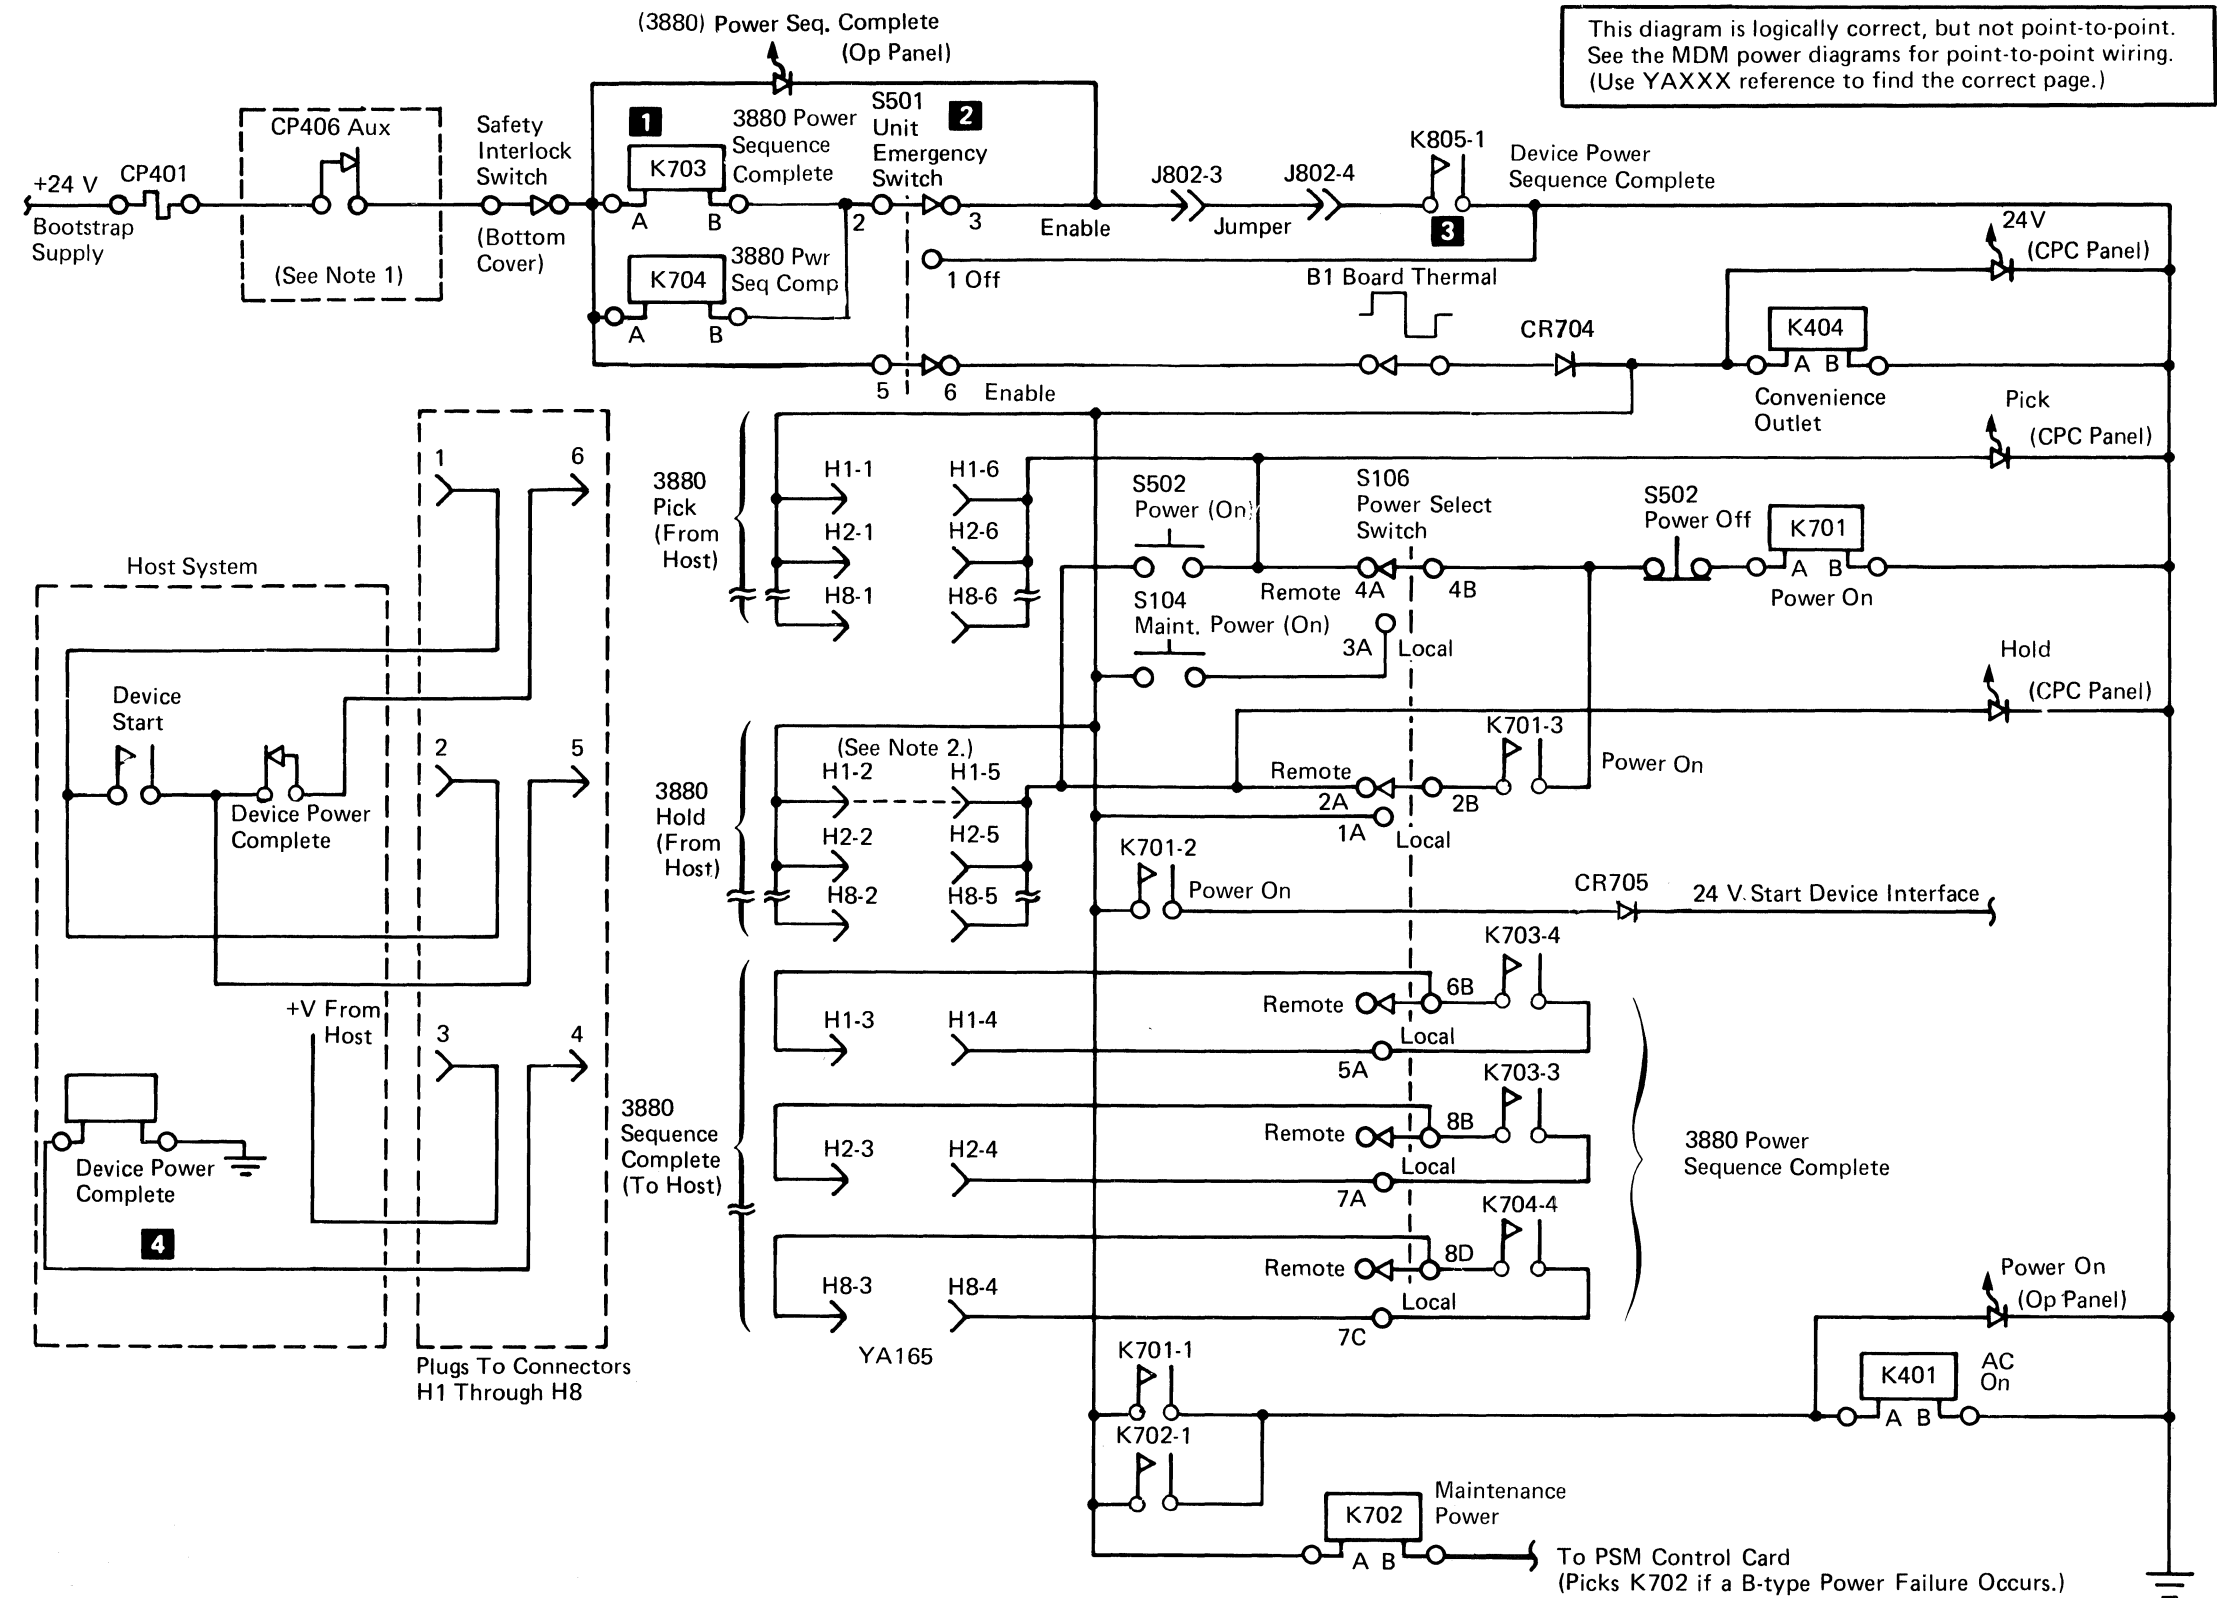 (3880) Power Seq. Complete
(Op Panel)
This diagram is logically correct, but not point-to-point.
See the MDM power diagrams for point-to-point wiring.
(Use YAXXX reference to find the correct page.)
+24 V
Bootstrap
Supply
CP401
CP406 Aux
(See Note 1)
Safety
Interlock
Switch
(Bottom
Cover)
1
K703
A
B
3880 Power
Sequence
Complete
K704
A
B
3880 Pwr
Seq Comp
S501
Unit
Emergency
Switch
2
2
3
1 Off
5
6
Enable
Enable
J802-3
Jumper
J802-4
K805-1
3
Device Power
Sequence Complete
B1 Board Thermal
CR704
24V
(CPC Panel)
K404
A B
Convenience
Outlet
Pick
(CPC Panel)
Host System
Device
Start
Device Power
Complete
+V From
Host
Device Power
Complete
4
1
6
2
5
3
4
Plugs To Connectors
H1 Through H8
3880
Pick
(From
Host)
H1-1
H1-6
H2-1
H2-6
H8-1
H8-6
S502
Power (On)
S104
Maint. Power (On)
S106
Power Select
Switch
Remote
4A
4B
3A
Local
S502
Power Off
K701
A B
Power On
Hold
(CPC Panel)
3880
Hold
(From
Host)
(See Note 2.)
H1-2
H1-5
H2-2
H2-5
H8-2
H8-5
Remote
2A
2B
1A
Local
K701-3
Power On
K701-2
Power On
CR705
24 V. Start Device Interface
3880
Sequence
Complete
(To Host)
H1-3
H1-4
Remote
6B
Local
5A
K703-4
H2-3
H2-4
Remote
8B
Local
7A
K703-3
H8-3
H8-4
Remote
8D
Local
7C
K704-4
3880 Power
Sequence Complete
YA165
K701-1
K702-1
Power On
(Op Panel)
K401
A B
AC
On
K702
A B
Maintenance
Power
To PSM Control Card
(Picks K702 if a B-type Power Failure Occurs.)